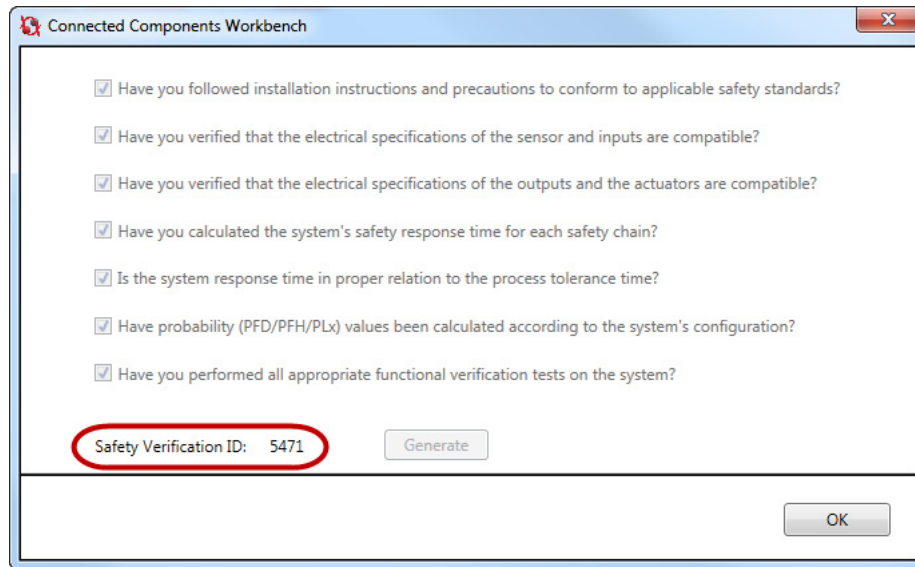 Connected Components Workbench
Have you followed installation instructions and precautions to conform to applicable safety standards?
Have you verified that the electrical specifications of the sensor and inputs are compatible?
Have you verified that the electrical specifications of the outputs and the actuators are compatible?
Have you calculated the system's safety response time for each safety chain?
Is the system response time in proper relation to the process tolerance time?
Have probability (PFD/PFH/PLx) values been calculated according to the system's configuration?
Have you performed all appropriate functional verification tests on the system?
Safety Verification ID: 5471 Generate
OK